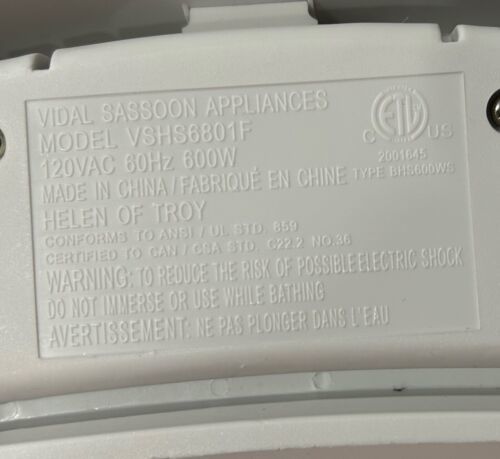 VIDAL SASSOON APPLIANCES
MODEL VSHS6801F
120VAC 60Hz 600W
MADE IN CHINA/FABRIQUÉ EN CHINE
HELEN OF TROY
CONFORMS TO ANSI / UL STD. 859
CERTIFIED TO CAN / CSA STD. C22.2 NO.36
ETL
C US
2001645
TYPE BHS600WS
WARNING: TO REDUCE THE RISK OF POSSIBLE ELECTRIC SHOCK
DO NOT IMMERSE OR USE WHILE BATHING
AVERTISSEMENT: NE PAS PLONGER DANS L'EAU